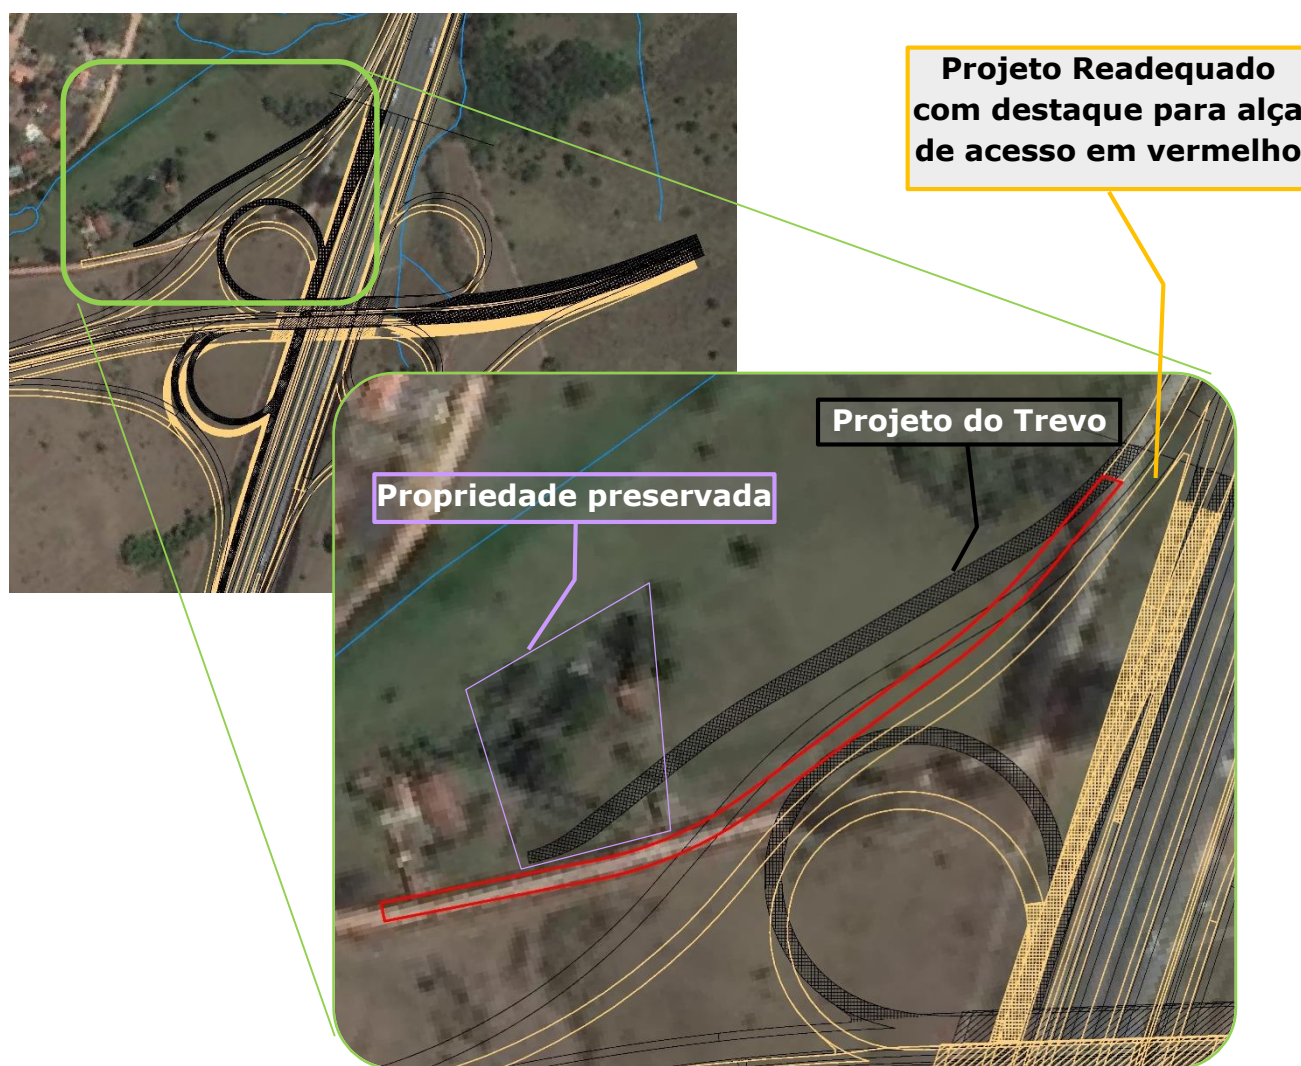 Projeto Readequado
com destaque para alça
de acesso em vermelho
Projeto do Trevo
Propriedade preservada